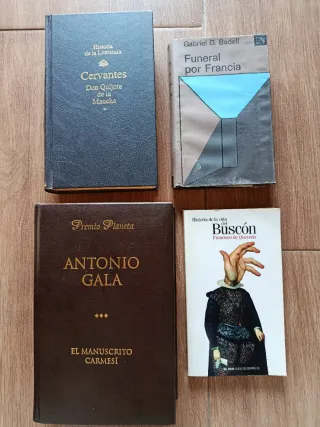 Historia
de la Literatura
Cervantes
Don Quijote
de la
Mancha
Gabriel G. Badell
Funeral
por Francia
Premio Planeta
ANTONIO
GALA
EL MANUSCRITO
CARMESÍ
Historia de la vida
del
Buscón
Francisco de Quevedo